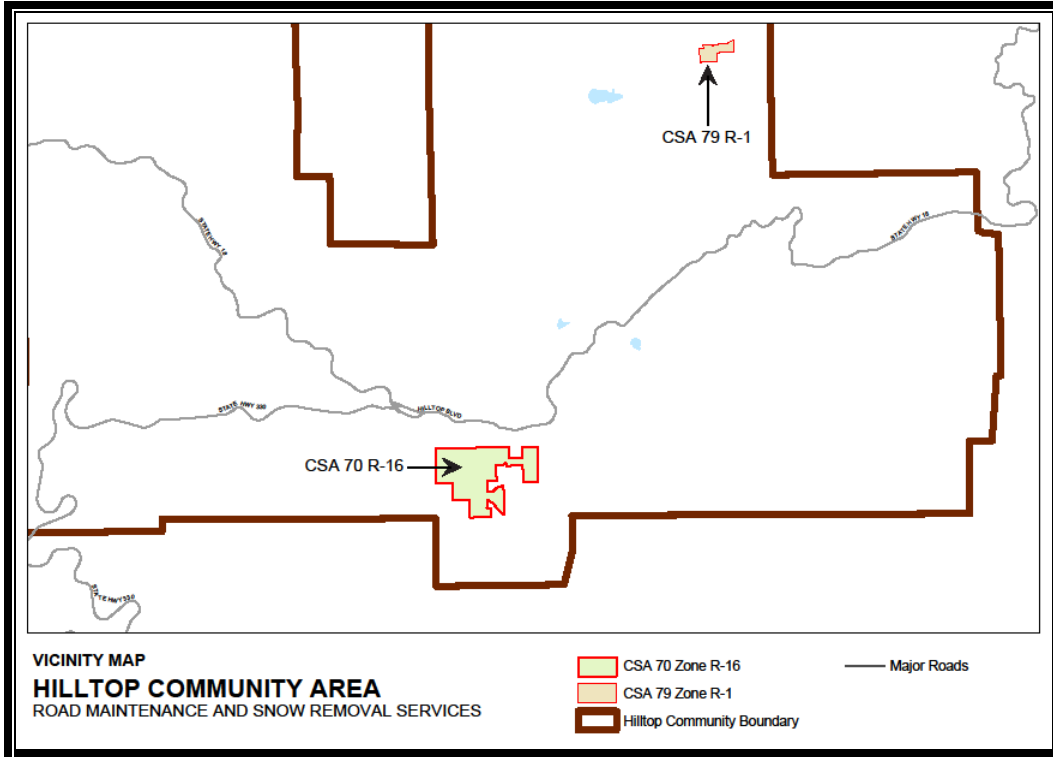 CSA 79 R-1
STATE HWY 18
STATE HWY 18
STATE HWY 330
HILLTOP BLVD
CSA 70 R-16
STATE HWY 330
VICINITY MAP
HILLTOP COMMUNITY AREA
ROAD MAINTENANCE AND SNOW REMOVAL SERVICES
CSA 70 Zone R-16
CSA 79 Zone R-1
Hilltop Community Boundary
Major Roads